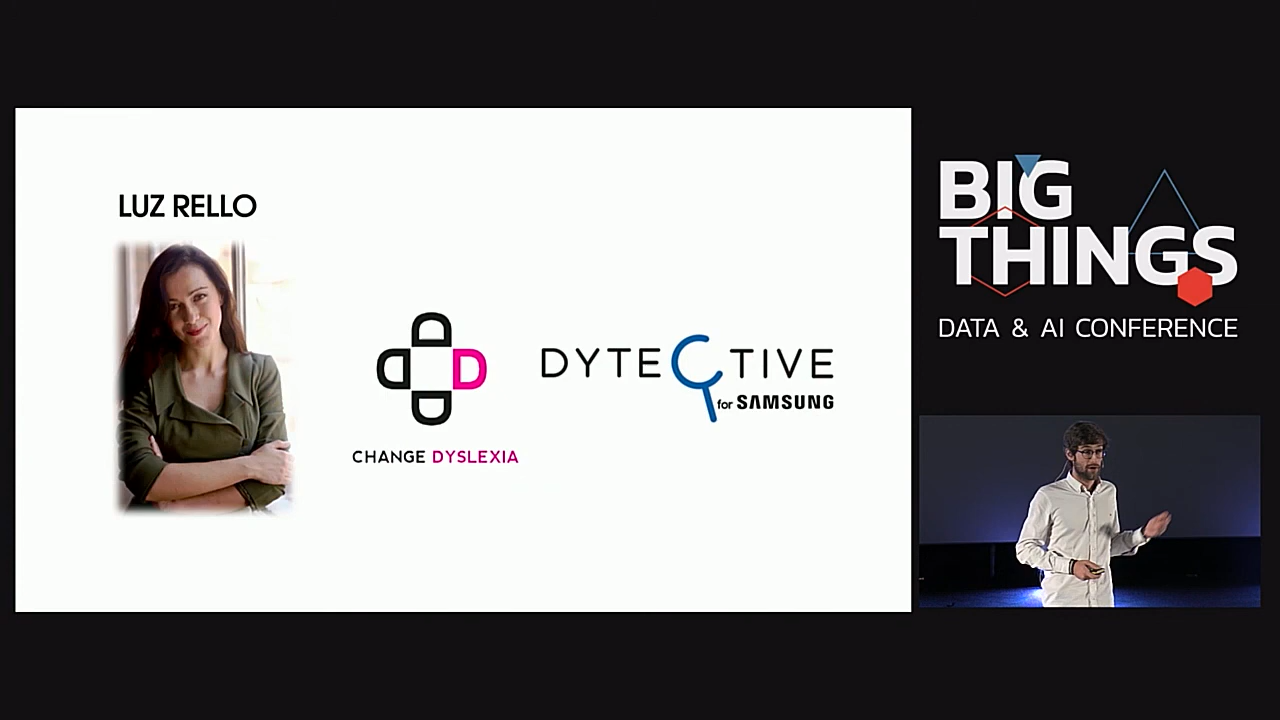 LUZ RELLO
CHANGE DYSLEXIA
DYTECTIVE
for SAMSUNG
BIG
THINGS
DATA & AI CONFERENCE